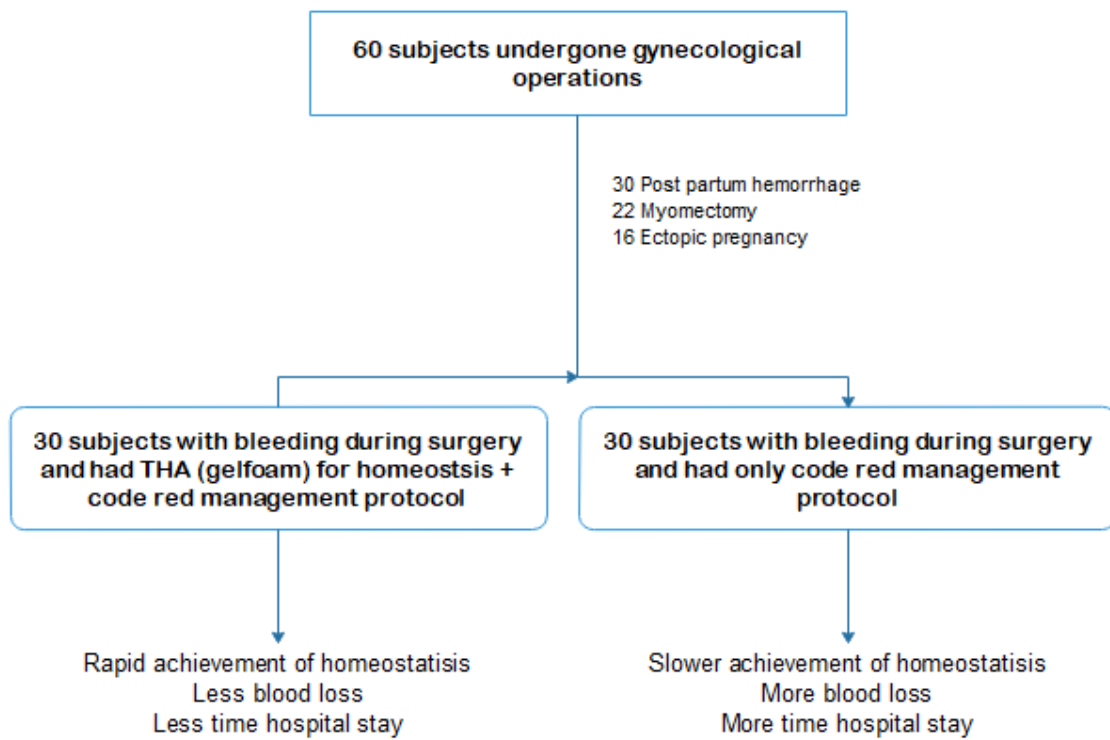 60 subjects undergone gynecological
operations
30 Post partum hemorrhage
22 Myomectomy
16 Ectopic pregnancy
30 subjects with bleeding during surgery
and had THA (gelfoam) for homeostsis +
code red management protocol
30 subjects with bleeding during surgery
and had only code red management
protocol
Rapid achievement of homeostatisis
Less blood loss
Less time hospital stay
Slower achievement of homeostatisis
More blood loss
More time hospital stay